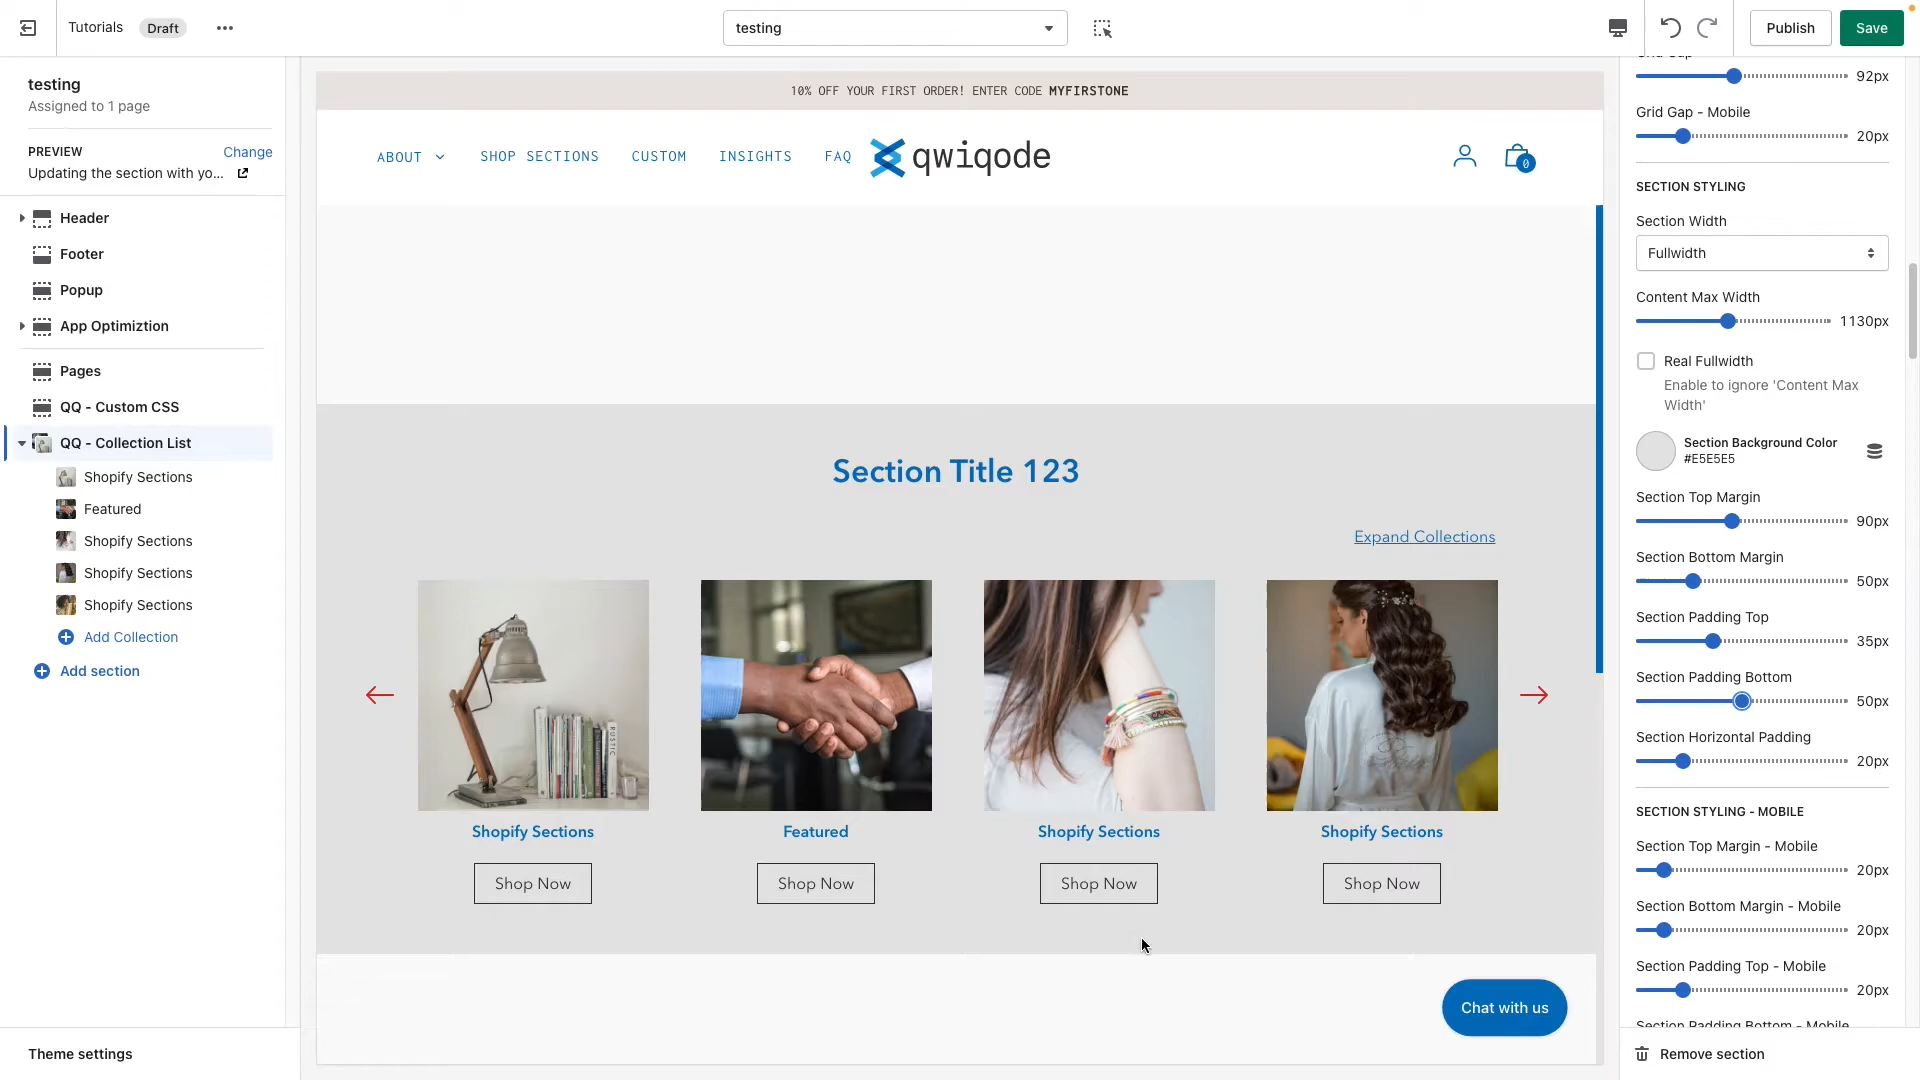 Tutorials
Draft
testing
Publish
Save
testing
Assigned to 1 page
PREVIEW
Change
Updating the section with yo...
Header
Footer
Popup
App Optimiztion
Pages
QQ - Custom CSS
QQ - Collection List
Shopify Sections
Featured
Shopify Sections
Shopify Sections
Shopify Sections
Add Collection
Add section
Theme settings
10% OFF YOUR FIRST ORDER! ENTER CODE MYFIRSTONE
ABOUT
SHOP SECTIONS
CUSTOM
INSIGHTS
FAQ
qwiqode
0
Section Title 123
Expand Collections
RUSTIC
Shopify Sections
Featured
Shopify Sections
Shopify Sections
Shop Now
Shop Now
Shop Now
Shop Now
Chat with us
92px
Grid Gap - Mobile
20px
SECTION STYLING
Section Width
Fullwidth
Content Max Width
1130px
Real Fullwidth
Enable to ignore 'Content Max
Width'
Section Background Color
#E5E5E5
Section Top Margin
90px
Section Bottom Margin
50px
Section Padding Top
35px
Section Padding Bottom
50px
Section Horizontal Padding
20px
SECTION STYLING - MOBILE
Section Top Margin - Mobile
20px
Section Bottom Margin - Mobile
20px
Section Padding Top - Mobile
20px
Section Padding Bottom - Mobile
Remove section